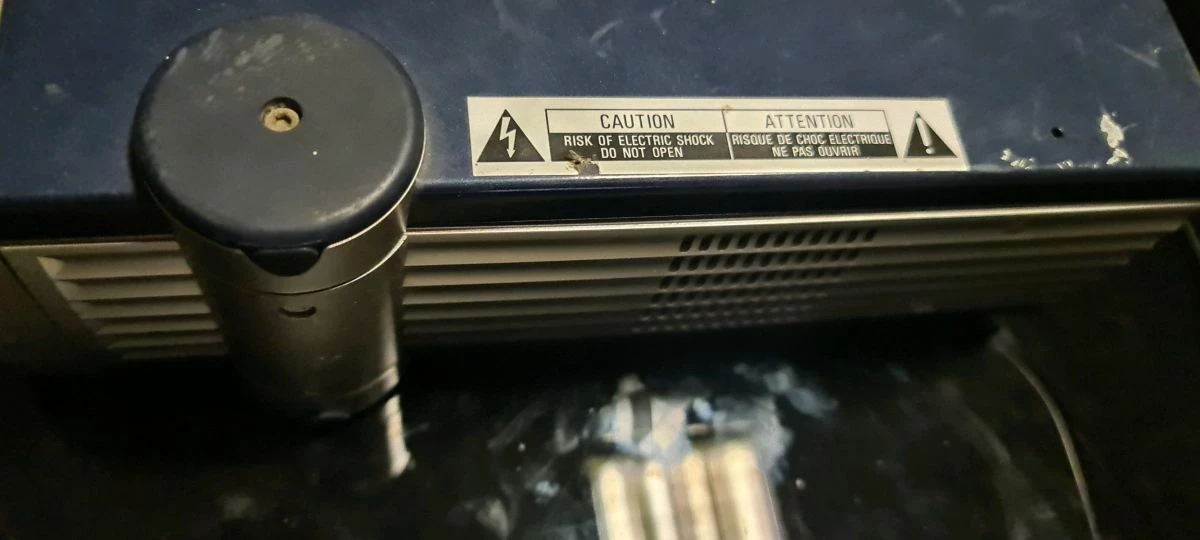 CAUTION
RISK OF ELECTRIC SHOCK
DO NOT OPEN
ATTENTION
RISQUE DE CHOC ELECTRIQUE
NE PAS OUVRIR